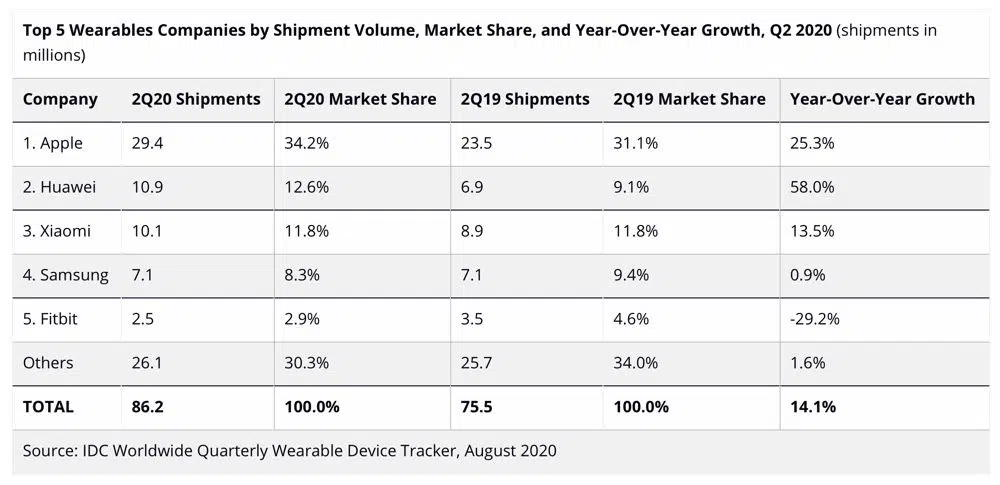 Top 5 Wearables Companies by Shipment Volume, Market Share, and Year-Over-Year Growth, Q2 2020 (shipments in
millions)
Company 2Q20 Shipments 2Q20 Market Share 2Q19 Shipments 2Q19 Market Share Year-Over-Year Growth
1. Apple 29.4 34.2% 23.5 31.1% 25.3%
2. Huawei 10.9 12.6% 6.9 9.1% 58.0%
3. Xiaomi 10.1 11.8% 8.9 11.8% 13.5%
4. Samsung 7.1 8.3% 7.1 9.4% 0.9%
5. Fitbit 2.5 2.9% 3.5 4.6% -29.2%
Others 26.1 30.3% 25.7 34.0% 1.6%
TOTAL 86.2 100.0% 75.5 100.0% 14.1%
Source: IDC Worldwide Quarterly Wearable Device Tracker, August 2020